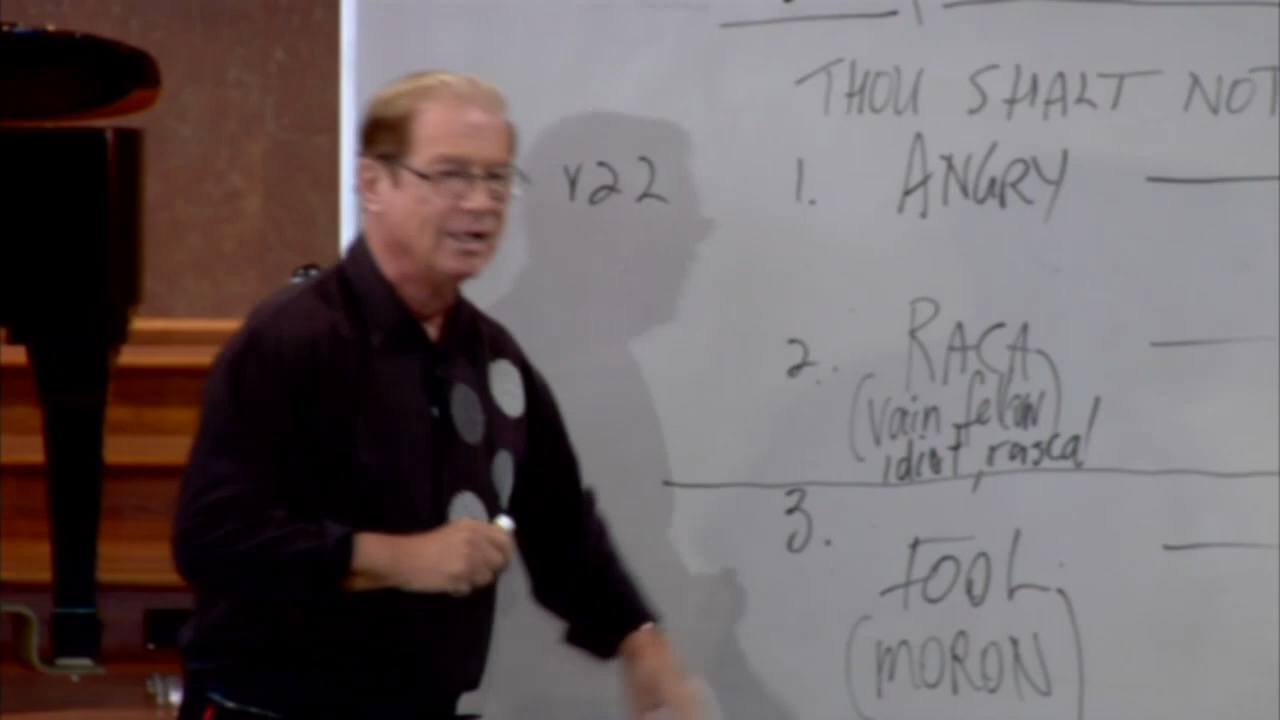 THOU SHALT NOT
v22 1. ANGRY
2. RACA
(vain fellow)
idiot, rascal
3. FOOL
(MORON)